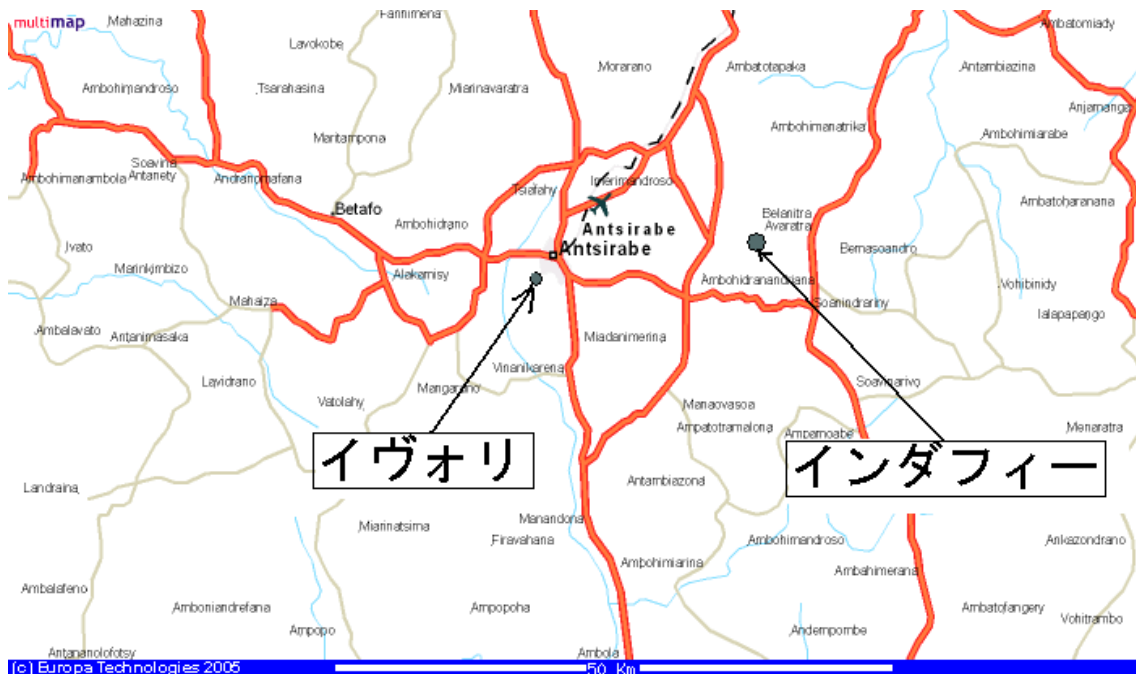 multimap
Mahazina
Fanhimena
Ambatomiady
Lavokobe
Morarano
Ambatotapaka
Antambiazina
Ambohimandroso
Tsarahasina
Miarinavaratra
Anjamanga
Maritampona
Ambohimanatrika
Ambohimiarabe
Soavina
Antanety
Ambohimanambola
Andranomafana
Tsiafahy
Imerimandroso
Betafo
Ambohidrano
Belanitra
Avaratra
Ambatoharanana
Antsirabe
Ivato
Antsirabe
Bemasoandro
Marinkimbizo
Alakamisy
Ambohidranandriana
Vohibinidy
Mahaiza
Soanindrariny
Ialapapango
Ambalavato
Antanimasaka
Miadanimerina
Vinanikarena
Lavidrano
Mangarano
Soavinarivo
Vatolahy
Manaovasoa
Ampatotramalona
Menaratra
イヴォリ
インダフィー
Landraina
Antambiazona
Miarinatsima
Manandona
Firavahana
Ambohimandroso
Ankazondrano
Ambohimiarina
Ambahimerana
Ambalafeno
Amboniandrefana
Ampopoha
Ambatofangery
Vohitrambo
Ampopo
Andempombe
Antananolofotsy
Ambola
(c) Europa Technologies 2005
50 Km